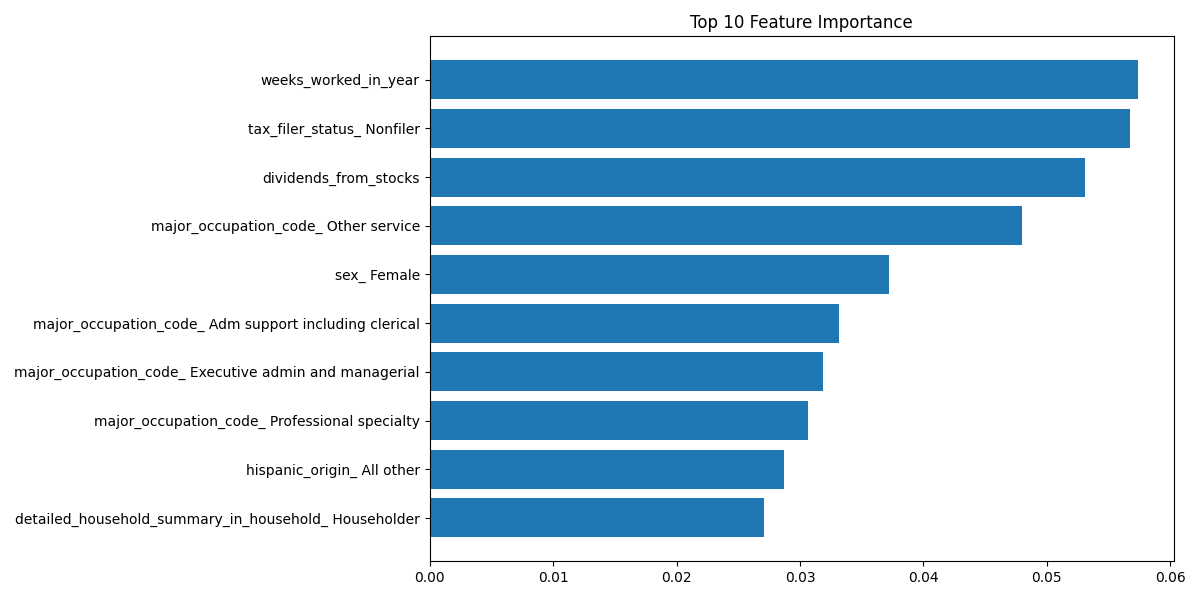 Top 10 Feature Importance
weeks_worked_in_year
tax_filer_status_ Nonfiler
dividends_from_stocks
major_occupation_code_ Other service
sex_ Female
major_occupation_code_ Adm support including clerical
major_occupation_code_ Executive admin and managerial
major_occupation_code_ Professional specialty
hispanic_origin_ All other
detailed_household_summary_in_household_ Householder
0.00 0.01 0.02 0.03 0.04 0.05 0.06